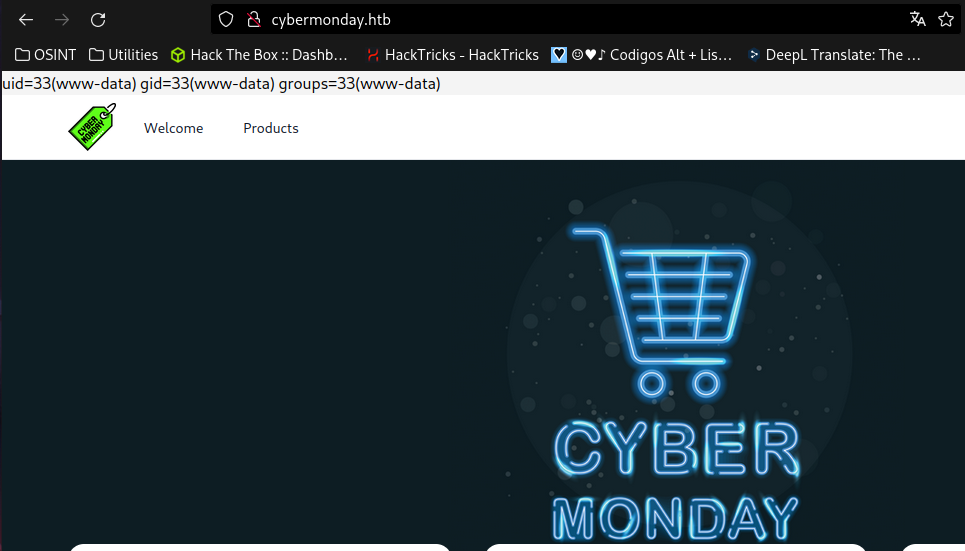 cybermonday.htb
OSINT Utilities Hack The Box :: Dashb… HackTricks - HackTricks ☺♥♪ Codigos Alt + Lis… DeepL Translate: The …
uid=33(www-data) gid=33(www-data) groups=33(www-data)
CYBER
MONDAY
Welcome Products
CYBER
MONDAY